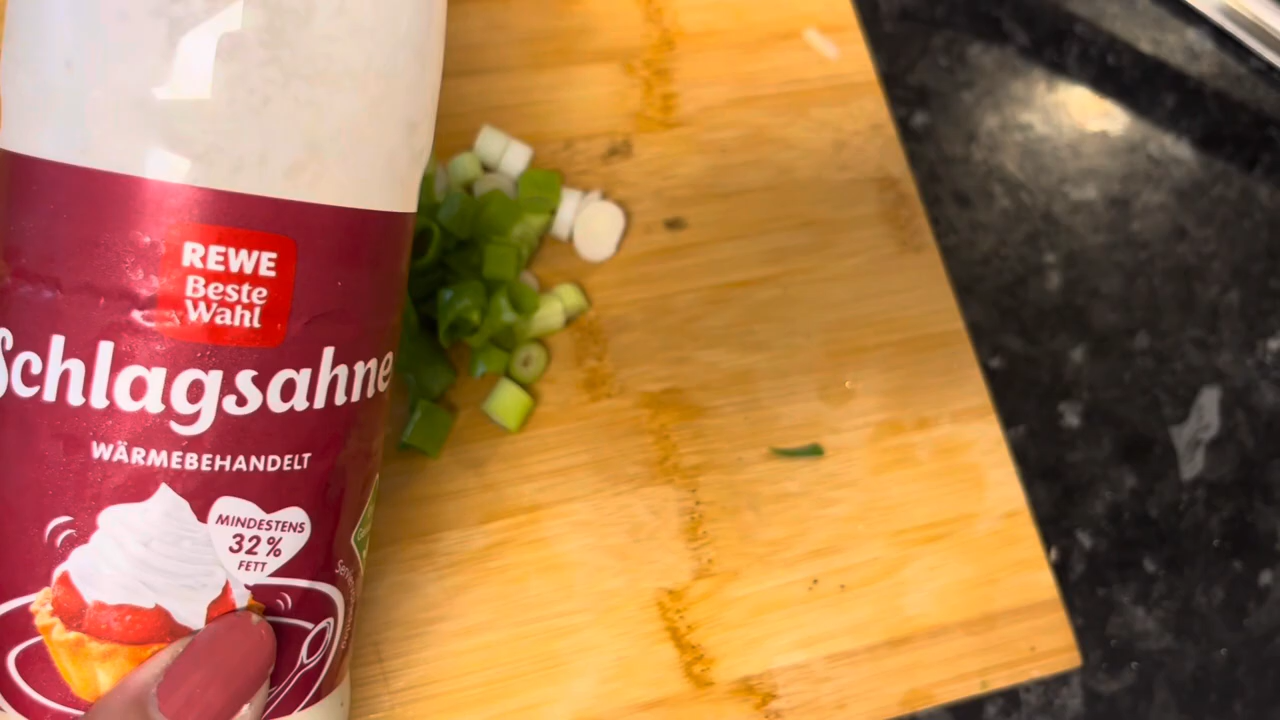 REWE
Beste
Wahl
Schlagsahne
WÄRMEBEHANDELT
MINDESTENS
32%
FETT